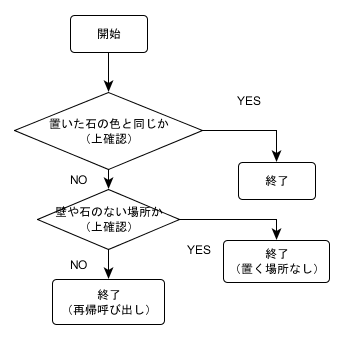 開始
置いた石の色と同じか
（上確認）
YES
終了
NO
壁や石のない場所か
（上確認）
YES
終了
（置く場所なし）
NO
終了
（再帰呼び出し）